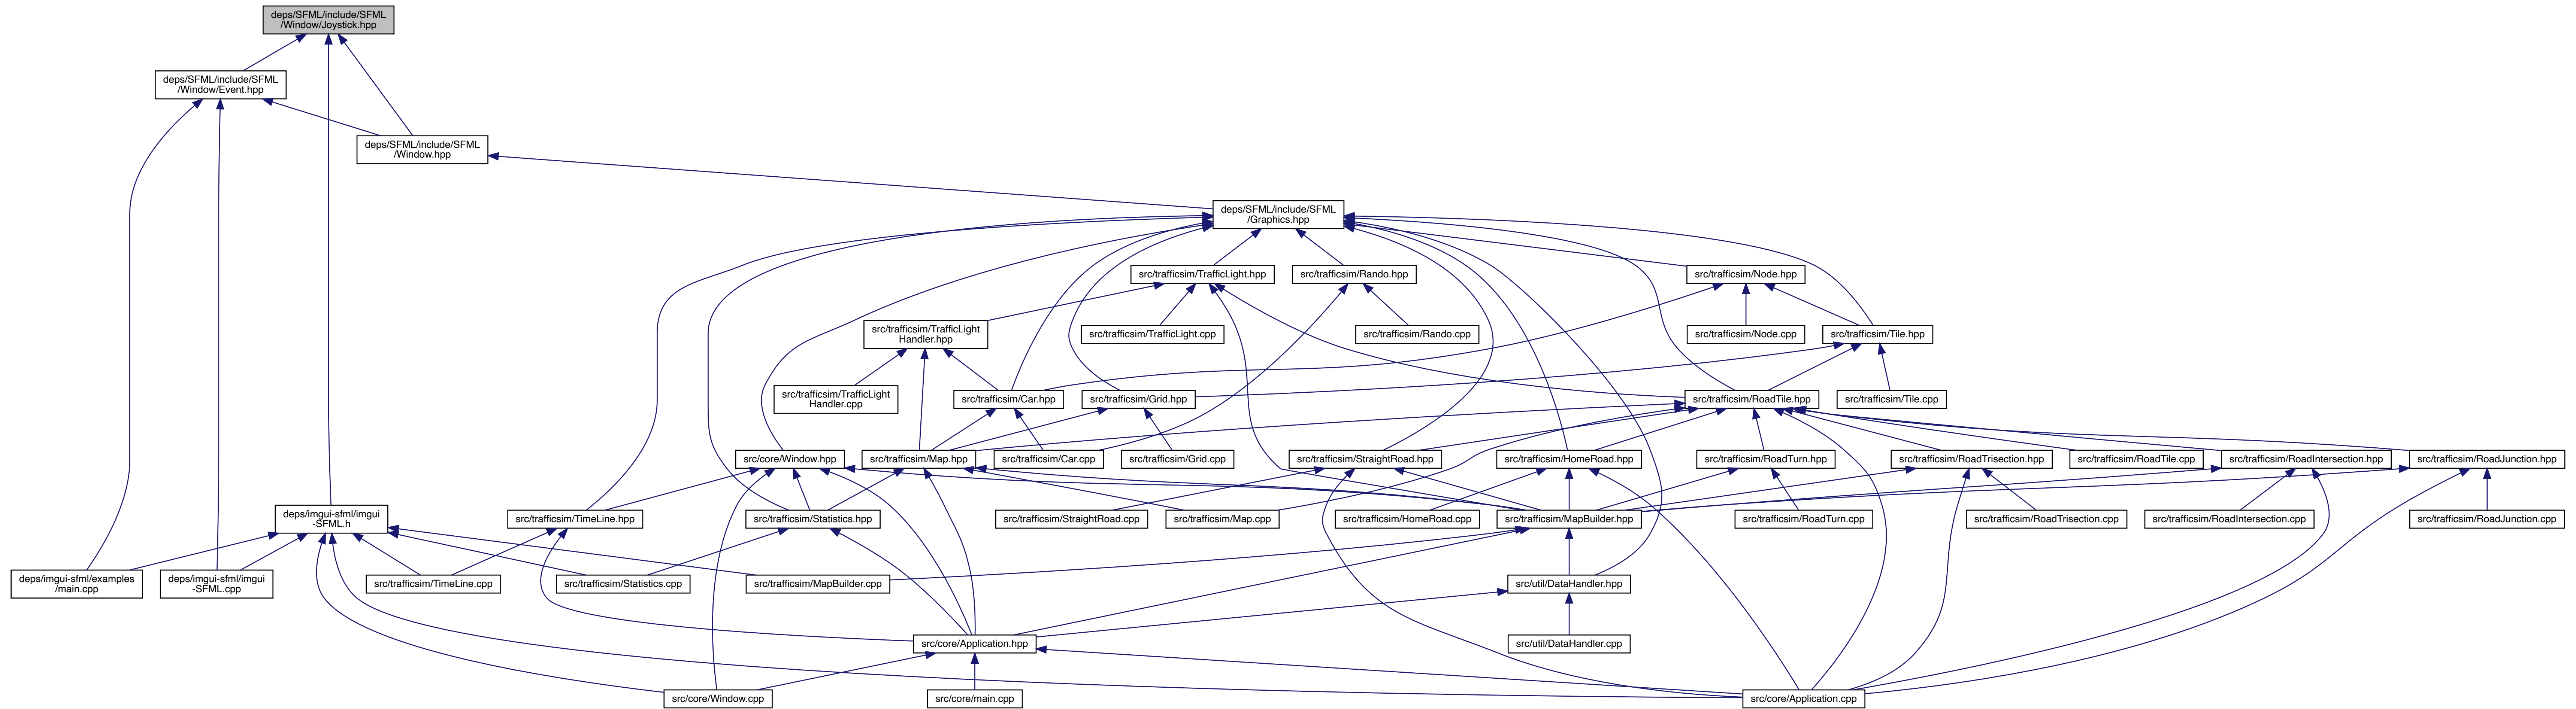 deps/SFML/include/SFML
/Window/Joystick.hpp
deps/SFML/include/SFML
/Window/Event.hpp
deps/SFML/include/SFML
/Window.hpp
deps/SFML/include/SFML
/Graphics.hpp
src/trafficsim/TrafficLight.hpp
src/trafficsim/Rando.hpp
src/trafficsim/Node.hpp
src/trafficsim/TrafficLight
Handler.hpp
src/trafficsim/TrafficLight.cpp
src/trafficsim/Rando.cpp
src/trafficsim/Node.cpp
src/trafficsim/Tile.hpp
src/trafficsim/TrafficLight
Handler.cpp
src/trafficsim/Car.hpp
src/trafficsim/Grid.hpp
src/trafficsim/RoadTile.hpp
src/trafficsim/Tile.cpp
src/core/Window.hpp
src/trafficsim/Map.hpp
src/trafficsim/Car.cpp
src/trafficsim/Grid.cpp
src/trafficsim/StraightRoad.hpp
src/trafficsim/HomeRoad.hpp
src/trafficsim/RoadTurn.hpp
src/trafficsim/RoadTrisection.hpp
src/trafficsim/RoadTile.cpp
src/trafficsim/RoadIntersection.hpp
src/trafficsim/RoadJunction.hpp
deps/imgui-sfml/imgui
-SFML.h
src/trafficsim/TimeLine.hpp
src/trafficsim/Statistics.hpp
src/trafficsim/StraightRoad.cpp
src/trafficsim/Map.cpp
src/trafficsim/HomeRoad.cpp
src/trafficsim/MapBuilder.hpp
src/trafficsim/RoadTurn.cpp
src/trafficsim/RoadTrisection.cpp
src/trafficsim/RoadIntersection.cpp
src/trafficsim/RoadJunction.cpp
deps/imgui-sfml/examples
/main.cpp
deps/imgui-sfml/imgui
-SFML.cpp
src/trafficsim/TimeLine.cpp
src/trafficsim/Statistics.cpp
src/trafficsim/MapBuilder.cpp
src/util/DataHandler.hpp
src/core/Application.hpp
src/util/DataHandler.cpp
src/core/Window.cpp
src/core/main.cpp
src/core/Application.cpp